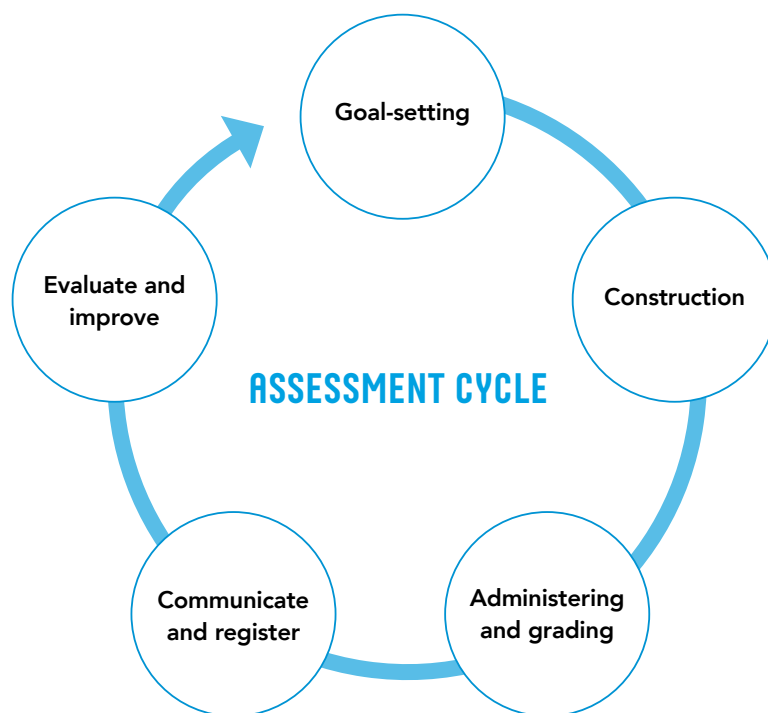 Goal-setting
Construction
Administering
and grading
Communicate
and register
Evaluate and
improve
ASSESSMENT CYCLE